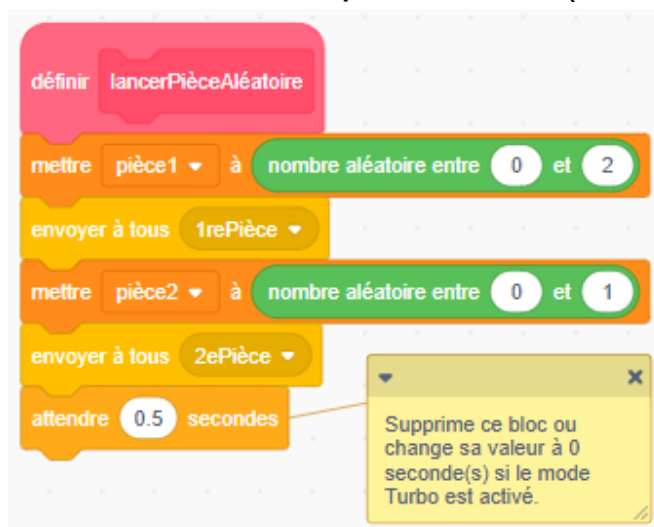 définir lancerPièceAléatoire
mettre pièce1 à nombre aléatoire entre 0 et 2
envoyer à tous 1rePièce
mettre pièce2 à nombre aléatoire entre 0 et 1
envoyer à tous 2ePièce
attendre 0.5 secondes
Supprime ce bloc ou
change sa valeur à 0
seconde(s) si le mode
Turbo est activé.